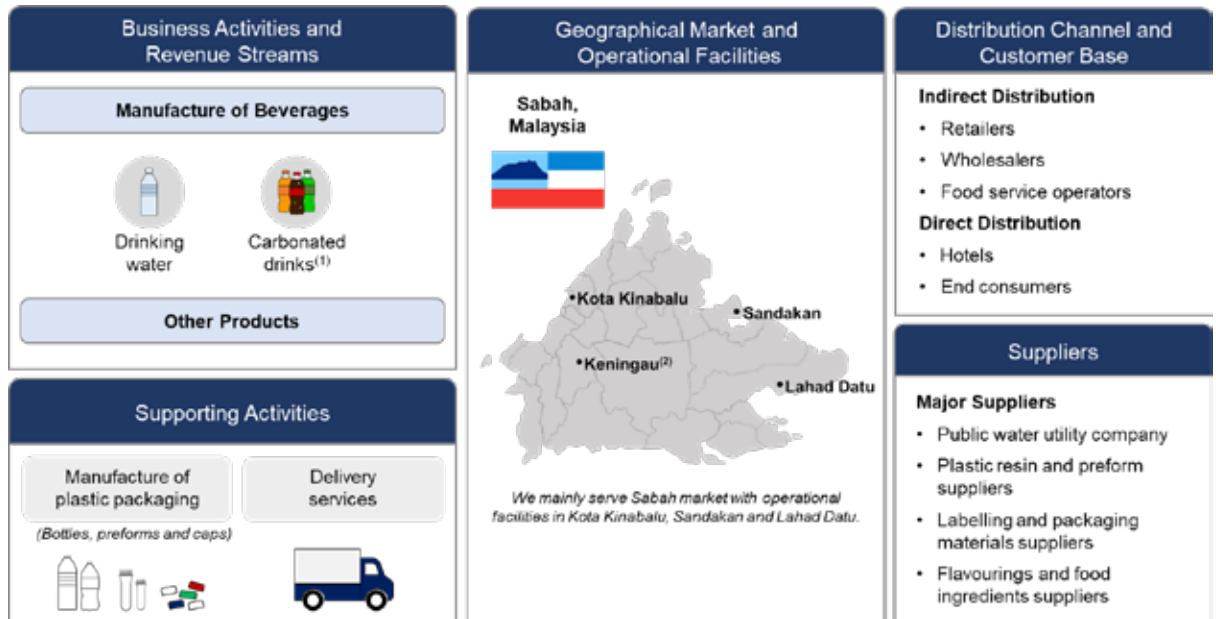 Business Activities and
Revenue Streams
Manufacture of Beverages
Drinking
water
Carbonated
drinks(1)
Other Products
Supporting Activities
Manufacture of
plastic packaging
(Bottles, preforms and caps)
Delivery
services
Geographical Market and
Operational Facilities
Sabah,
Malaysia
•Kota Kinabalu
•Sandakan
•Keningau(2)
•Lahad Datu
We mainly serve Sabah market with operational
facilities in Kota Kinabalu, Sandakan and Lahad Datu.
Distribution Channel and
Customer Base
Indirect Distribution
• Retailers
• Wholesalers
• Food service operators
Direct Distribution
• Hotels
• End consumers
Suppliers
Major Suppliers
• Public water utility company
• Plastic resin and preform
suppliers
• Labelling and packaging
materials suppliers
• Flavourings and food
ingredients suppliers